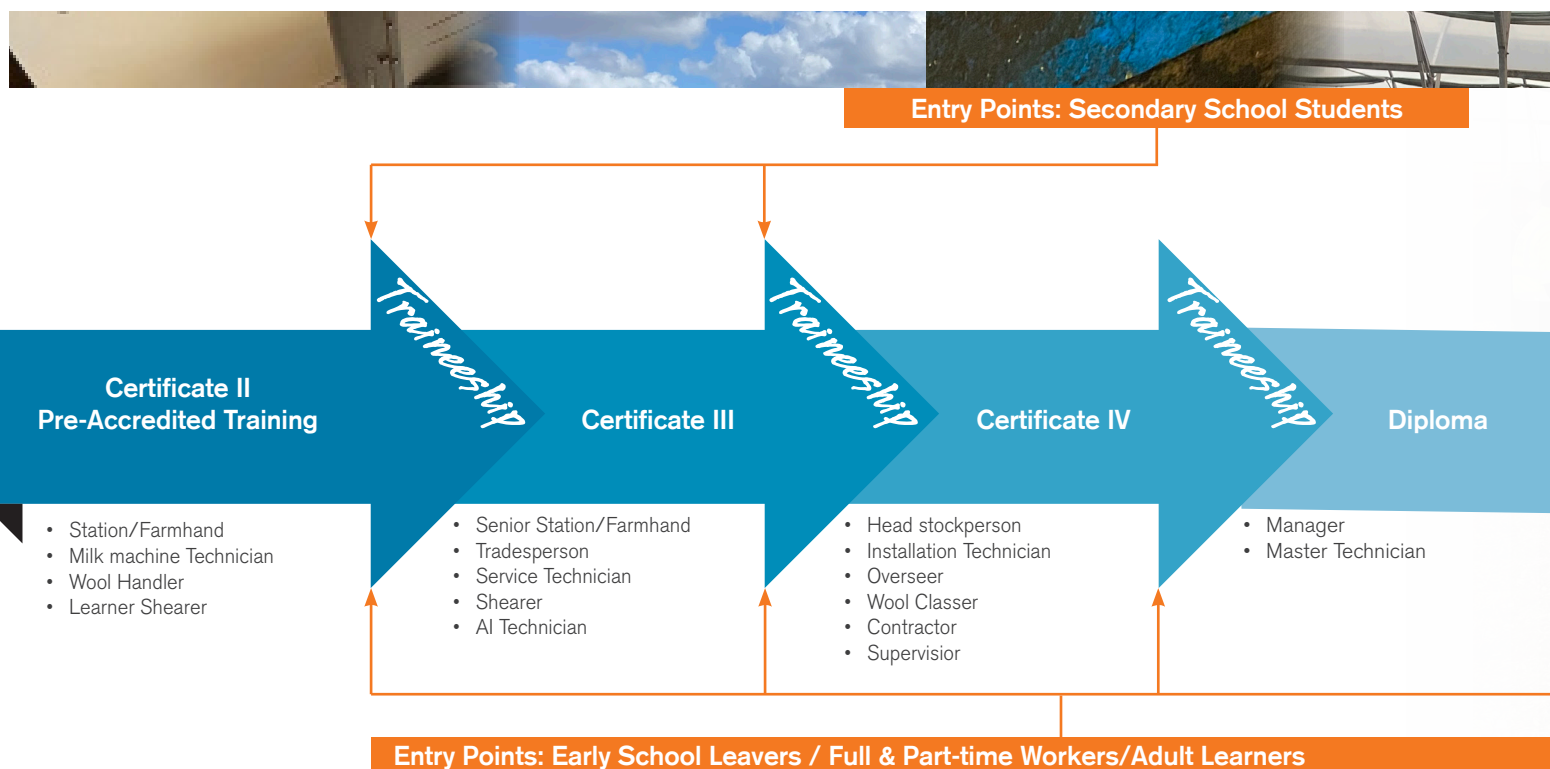 Entry Points: Secondary School Students
Traineeship
Traineeship
Traineeship
Certificate II
Pre-Accredited Training
Certificate III
Certificate IV
Diploma
• Station/Farmhand
• Milk machine Technician
• Wool Handler
• Learner Shearer
• Senior Station/Farmhand
• Tradesperson
• Service Technician
• Shearer
• AI Technician
• Head stockperson
• Installation Technician
• Overseer
• Wool Classer
• Contractor
• Supervisior
• Manager
• Master Technician
Entry Points: Early School Leavers / Full & Part-time Workers/Adult Learners